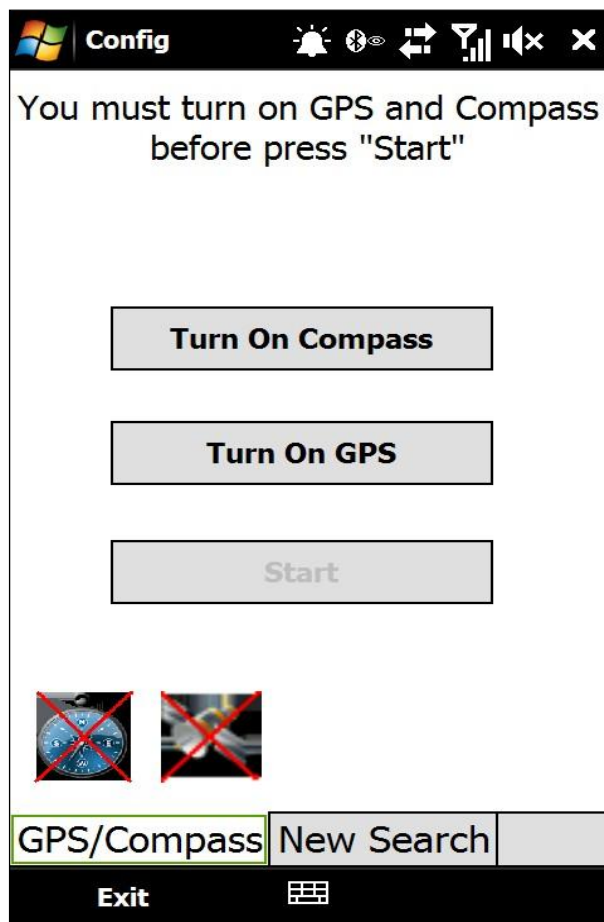 Config
You must turn on GPS and Compass
before press "Start"
Turn On Compass
Turn On GPS
Start
GPS/Compass New Search
Exit